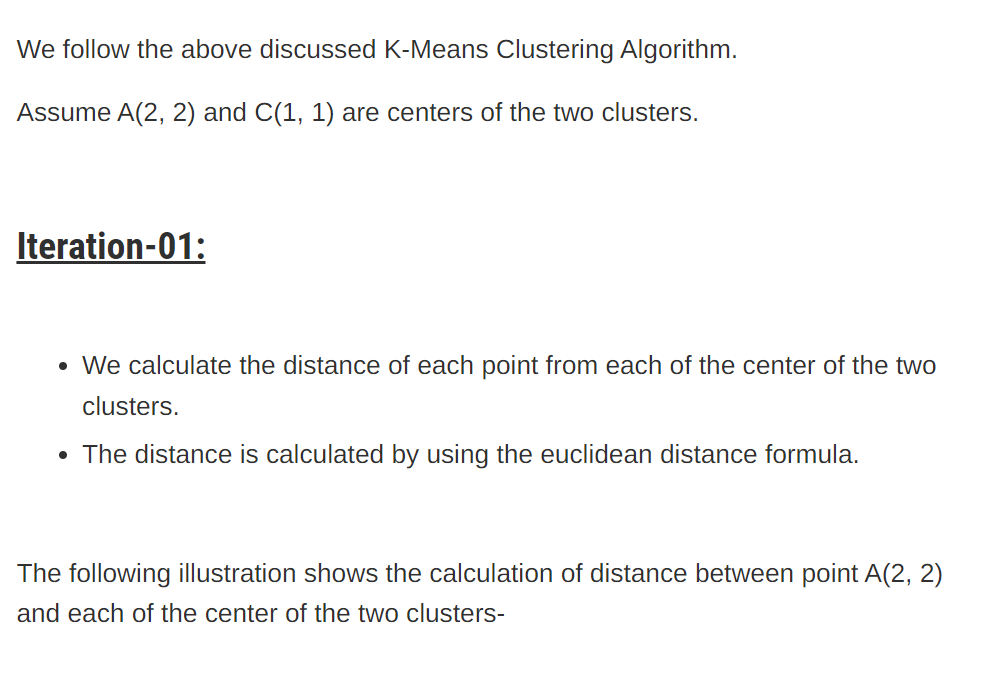 We follow the above discussed K-Means Clustering Algorithm.
Assume A(2, 2) and C(1, 1) are centers of the two clusters.
Iteration-01:
• We calculate the distance of each point from each of the center of the two
clusters.
• The distance is calculated by using the euclidean distance formula.
The following illustration shows the calculation of distance between point A(2, 2)
and each of the center of the two clusters-